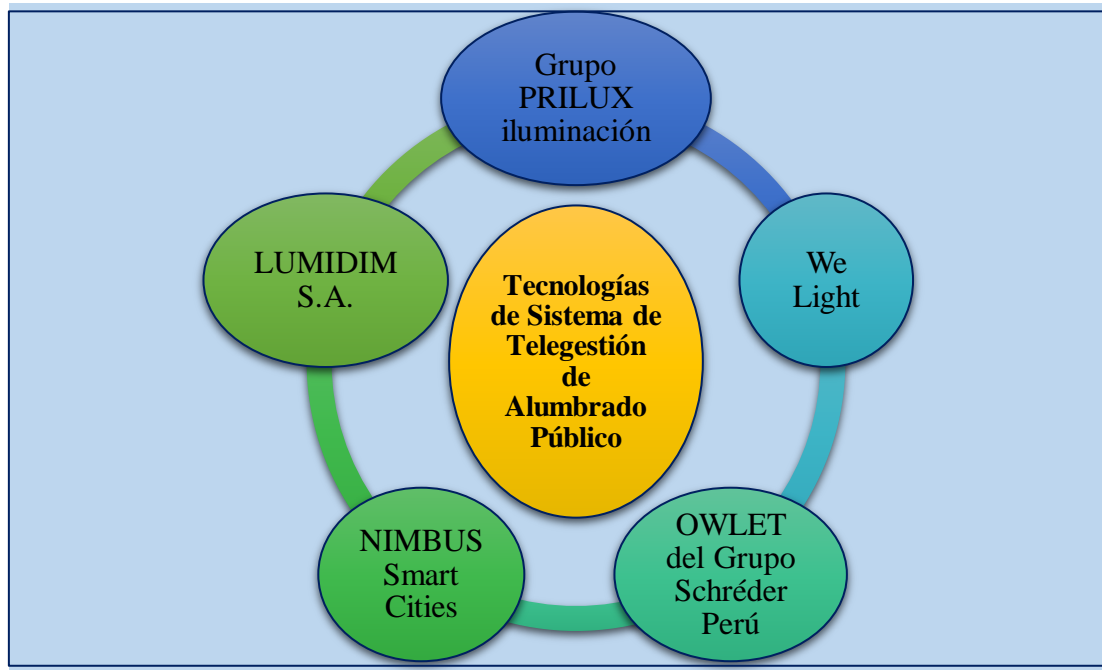 Grupo
PRILUX
iluminación
We
Light
OWLET
del Grupo
Schréder
Perú
NIMBUS
Smart
Cities
LUMIDIM
S.A.
Tecnologías
de Sistema de
Telegestión
de
Alumbrado
Público